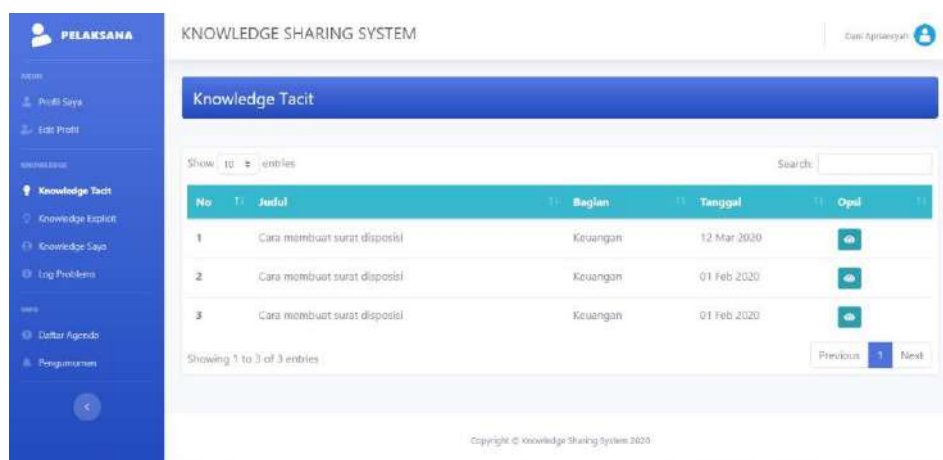 PELAKSANA
KNOWLEDGE SHARING SYSTEM
MENU
Profil Saya
Edit Profil
KNOWLEDGE
Knowledge Tacit
Knowledge Explicit
Knowledge Saya
Log Problems
INFO
Daftar Agenda
Pengumuman
Knowledge Tacit
Show 10 entries
Search:
No Judul Bagian Tanggal Opsi
1 Cara membuat surat disposisi Keuangan 12 Mar 2020
2 Cara membuat surat disposisi Keuangan 01 Feb 2020
3 Cara membuat surat disposisi Keuangan 01 Feb 2020
Showing 1 to 3 of 3 entries
Previous 1 Next
Copyright © Knowledge Sharing System 2020